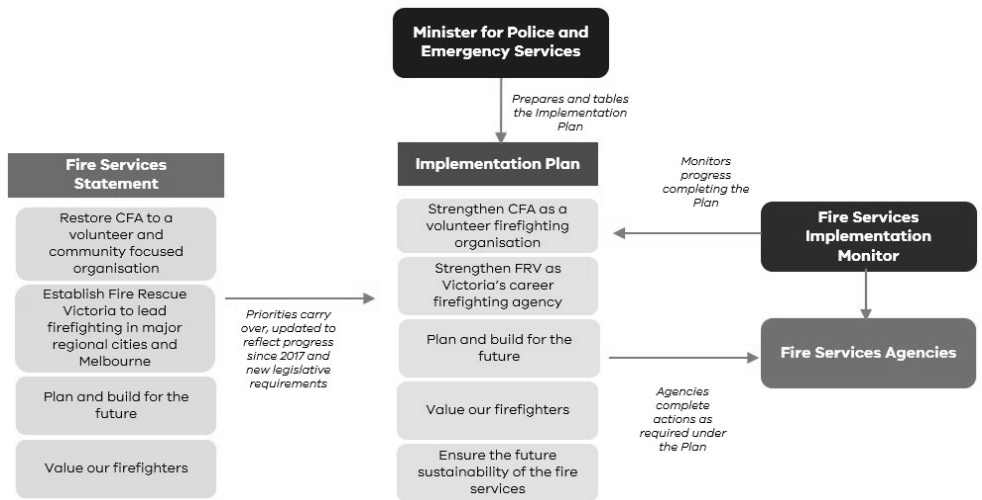 Minister for Police and
Emergency Services
Prepares and tables
the Implementation
Plan
Fire Services
Statement
Restore CFA to a
volunteer and
community focused
organisation
Establish Fire Rescue
Victoria to lead
firefighting in major
regional cities and
Melbourne
Plan and build for the
future
Value our firefighters
Priorities carry
over, updated to
reflect progress
since 2017 and
new legislative
requirements
Implementation Plan
Strengthen CFA as a
volunteer firefighting
organisation
Strengthen FRV as
Victoria's career
firefighting agency
Plan and build for the
future
Value our firefighters
Ensure the future
sustainability of the fire
services
Monitors
progress
completing the
Plan
Fire Services
Implementation
Monitor
Fire Services Agencies
Agencies
complete
actions as
required under
the Plan